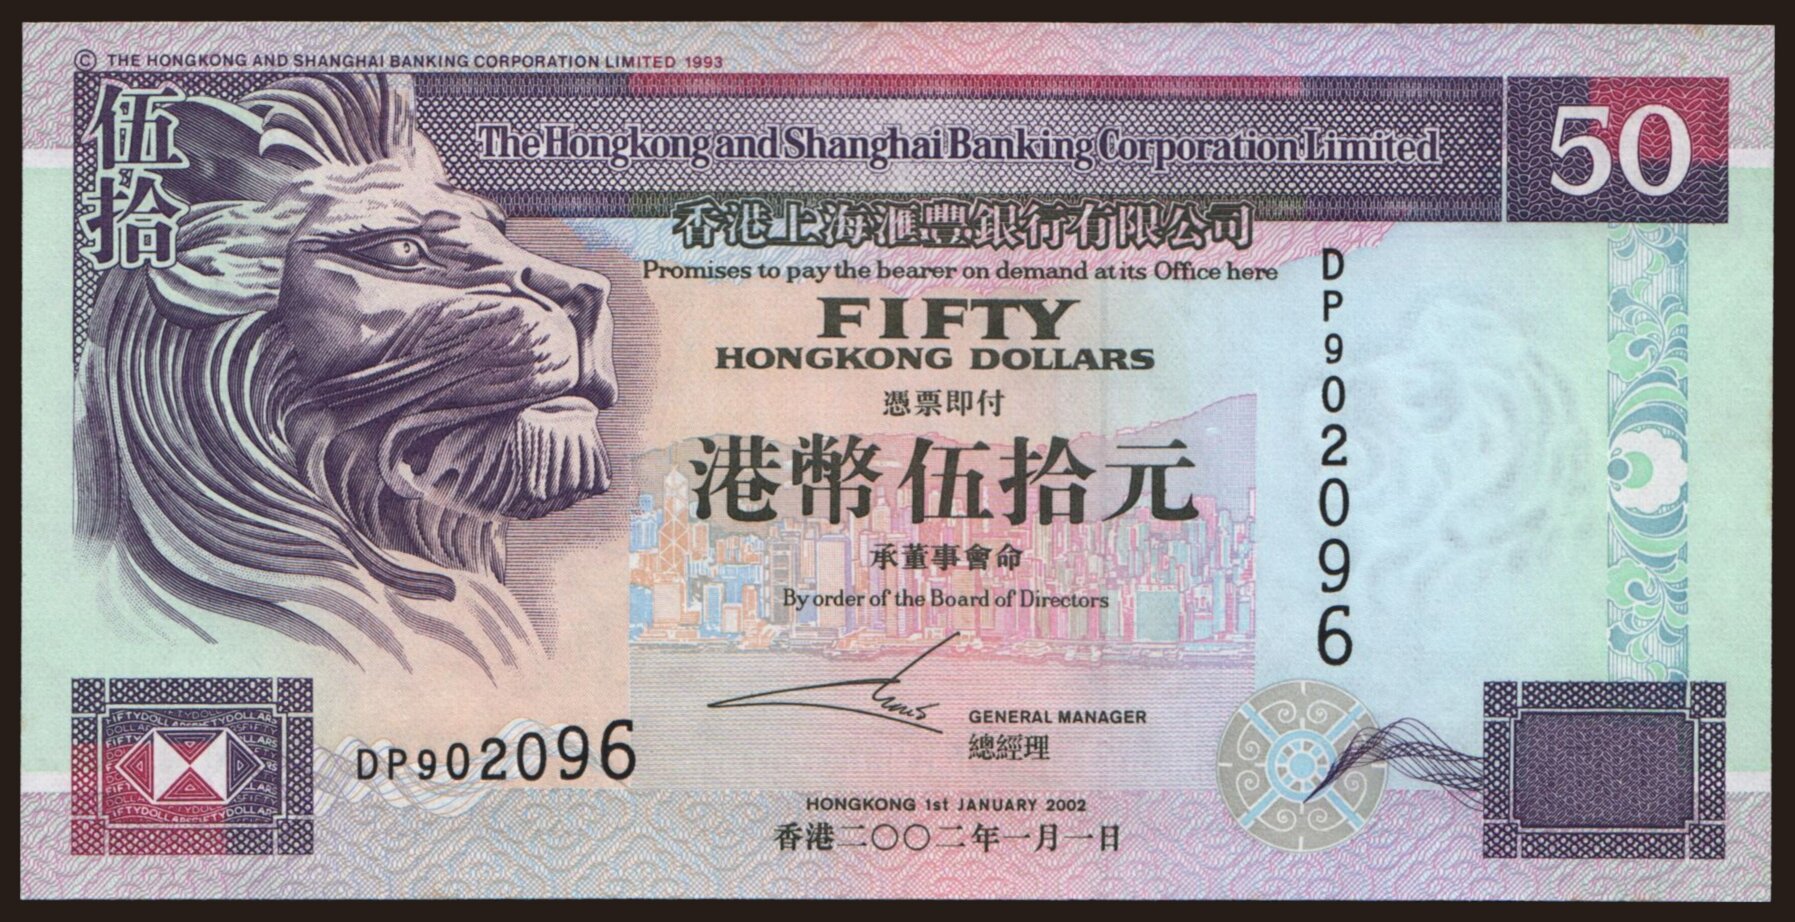 © THE HONGKONG AND SHANGHAI BANKING CORPORATION LIMITED 1993
伍拾
The Hongkong and Shanghai Banking Corporation Limited
50
香港上海滙豐銀行有限公司
Promises to pay the bearer on demand at its Office here
FIFTY
HONGKONG DOLLARS
憑票即付
港幣伍拾元
承董事會命
By order of the Board of Directors
DP902096
GENERAL MANAGER
總經理
DP902096
HONGKONG 1st JANUARY 2002
香港二〇〇二年一月一日